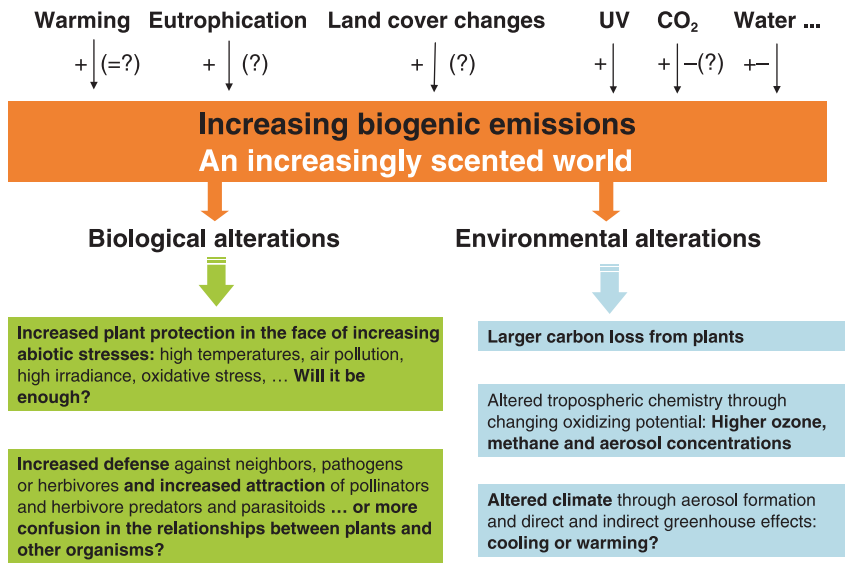 Warming Eutrophication Land cover changes UV CO₂ Water ...
+ (=?) + (?) + (?) + + –(?) +–
Increasing biogenic emissions
An increasingly scented world
Biological alterations
Environmental alterations
Increased plant protection in the face of increasing
abiotic stresses: high temperatures, air pollution,
high irradiance, oxidative stress, … Will it be
enough?
Increased defense against neighbors, pathogens
or herbivores and increased attraction of pollinators
and herbivore predators and parasitoids … or more
confusion in the relationships between plants and
other organisms?
Larger carbon loss from plants
Altered tropospheric chemistry through
changing oxidizing potential: Higher ozone,
methane and aerosol concentrations
Altered climate through aerosol formation
and direct and indirect greenhouse effects:
cooling or warming?